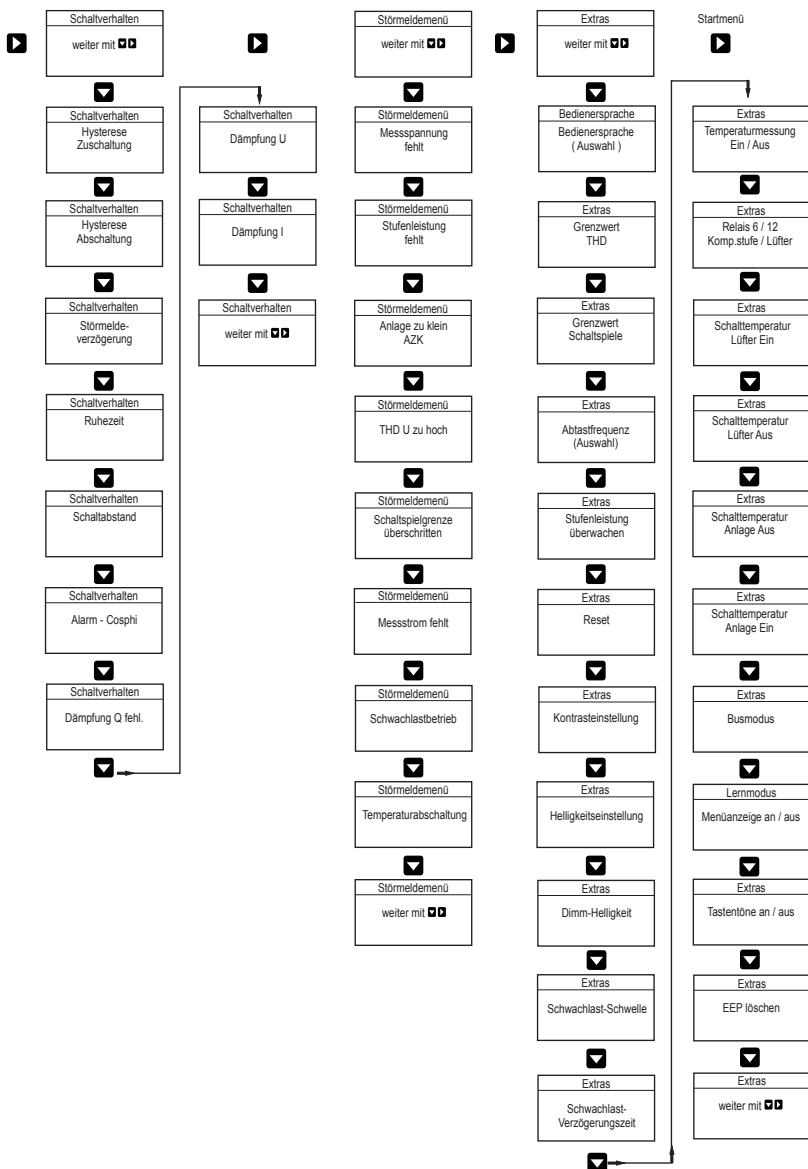 Schaltverhalten
weiter mit
Schaltverhalten
Hysterese
Zuschaltung
Schaltverhalten
Hysterese
Abschaltung
Schaltverhalten
Störmelde-
verzögerung
Schaltverhalten
Ruhezeit
Schaltverhalten
Schaltabstand
Schaltverhalten
Alarm - Cosphi
Schaltverhalten
Dämpfung Q fehl.
Schaltverhalten
Dämpfung U
Schaltverhalten
Dämpfung I
Schaltverhalten
weiter mit
Störmeldemenü
weiter mit
Störmeldemenü
Messspannung
fehlt
Störmeldemenü
Stufenleistung
fehlt
Störmeldemenü
Anlage zu klein
AZK
Störmeldemenü
THD U zu hoch
Störmeldemenü
Schaltspielgrenze
überschritten
Störmeldemenü
Messstrom fehlt
Störmeldemenü
Schwachlastbetrieb
Störmeldemenü
Temperaturabschaltung
Störmeldemenü
weiter mit
Extras
weiter mit
Bedienersprache
Bedienersprache
( Auswahl )
Extras
Grenzwert
THD
Extras
Grenzwert
Schaltspiele
Extras
Abtastfrequenz
(Auswahl)
Extras
Stufenleistung
überwachen
Extras
Reset
Extras
Kontrasteinstellung
Extras
Helligkeitseinstellung
Extras
Dimm-Helligkeit
Extras
Schwachlast-Schwelle
Extras
Schwachlast-
Verzögerungszeit
Startmenü
Extras
Temperaturmessung
Ein / Aus
Extras
Relais 6 / 12
Komp.stufe / Lüfter
Extras
Schalttemperatur
Lüfter Ein
Extras
Schalttemperatur
Lüfter Aus
Extras
Schalttemperatur
Anlage Aus
Extras
Schalttemperatur
Anlage Ein
Extras
Busmodus
Lernmodus
Menüanzeige an / aus
Extras
Tastentöne an / aus
Extras
EEP löschen
Extras
weiter mit